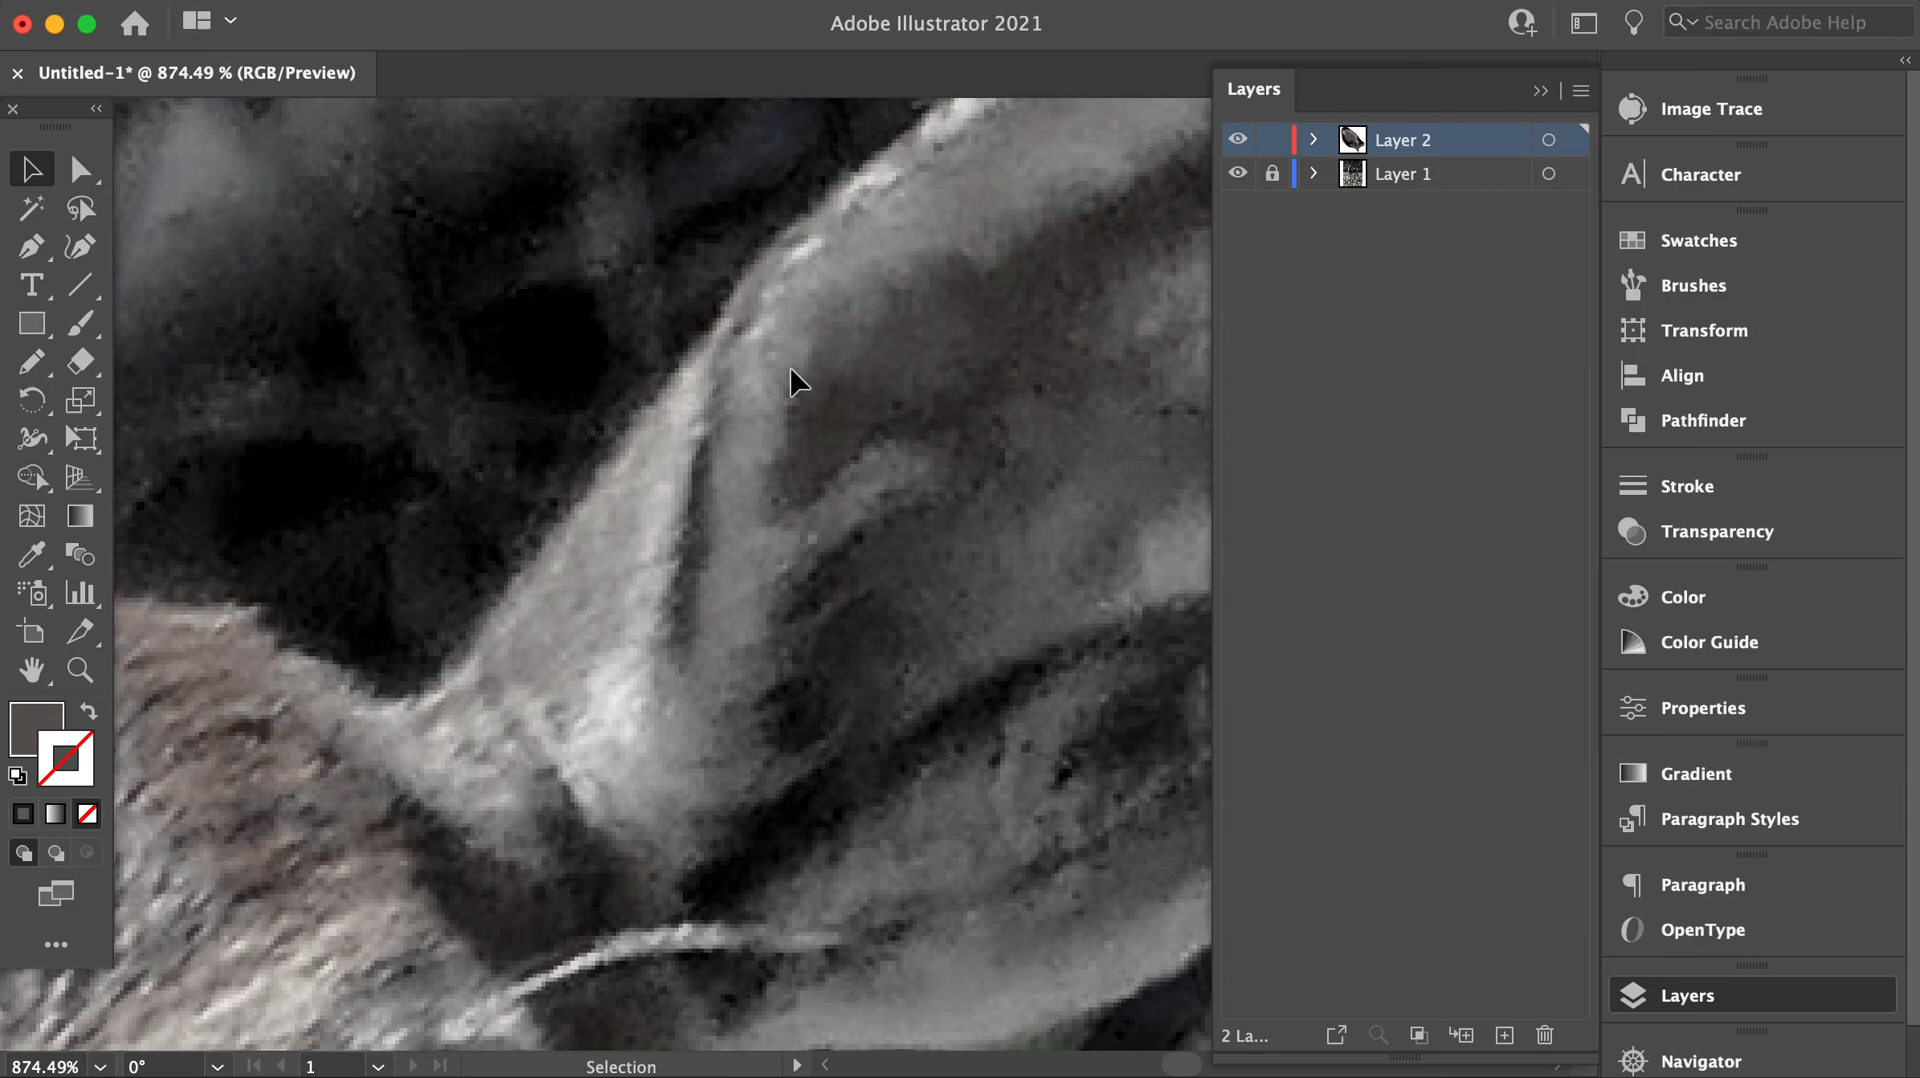 Adobe Illustrator 2021
Search Adobe Help
Untitled-1* @ 874.49 % (RGB/Preview)
Layers
Layer 2
Layer 1
2 La...
Image Trace
Character
Swatches
Brushes
Transform
Align
Pathfinder
Stroke
Transparency
Color
Color Guide
Properties
Gradient
Paragraph Styles
Paragraph
OpenType
Layers
Navigator
874.49%
0°
1
Selection